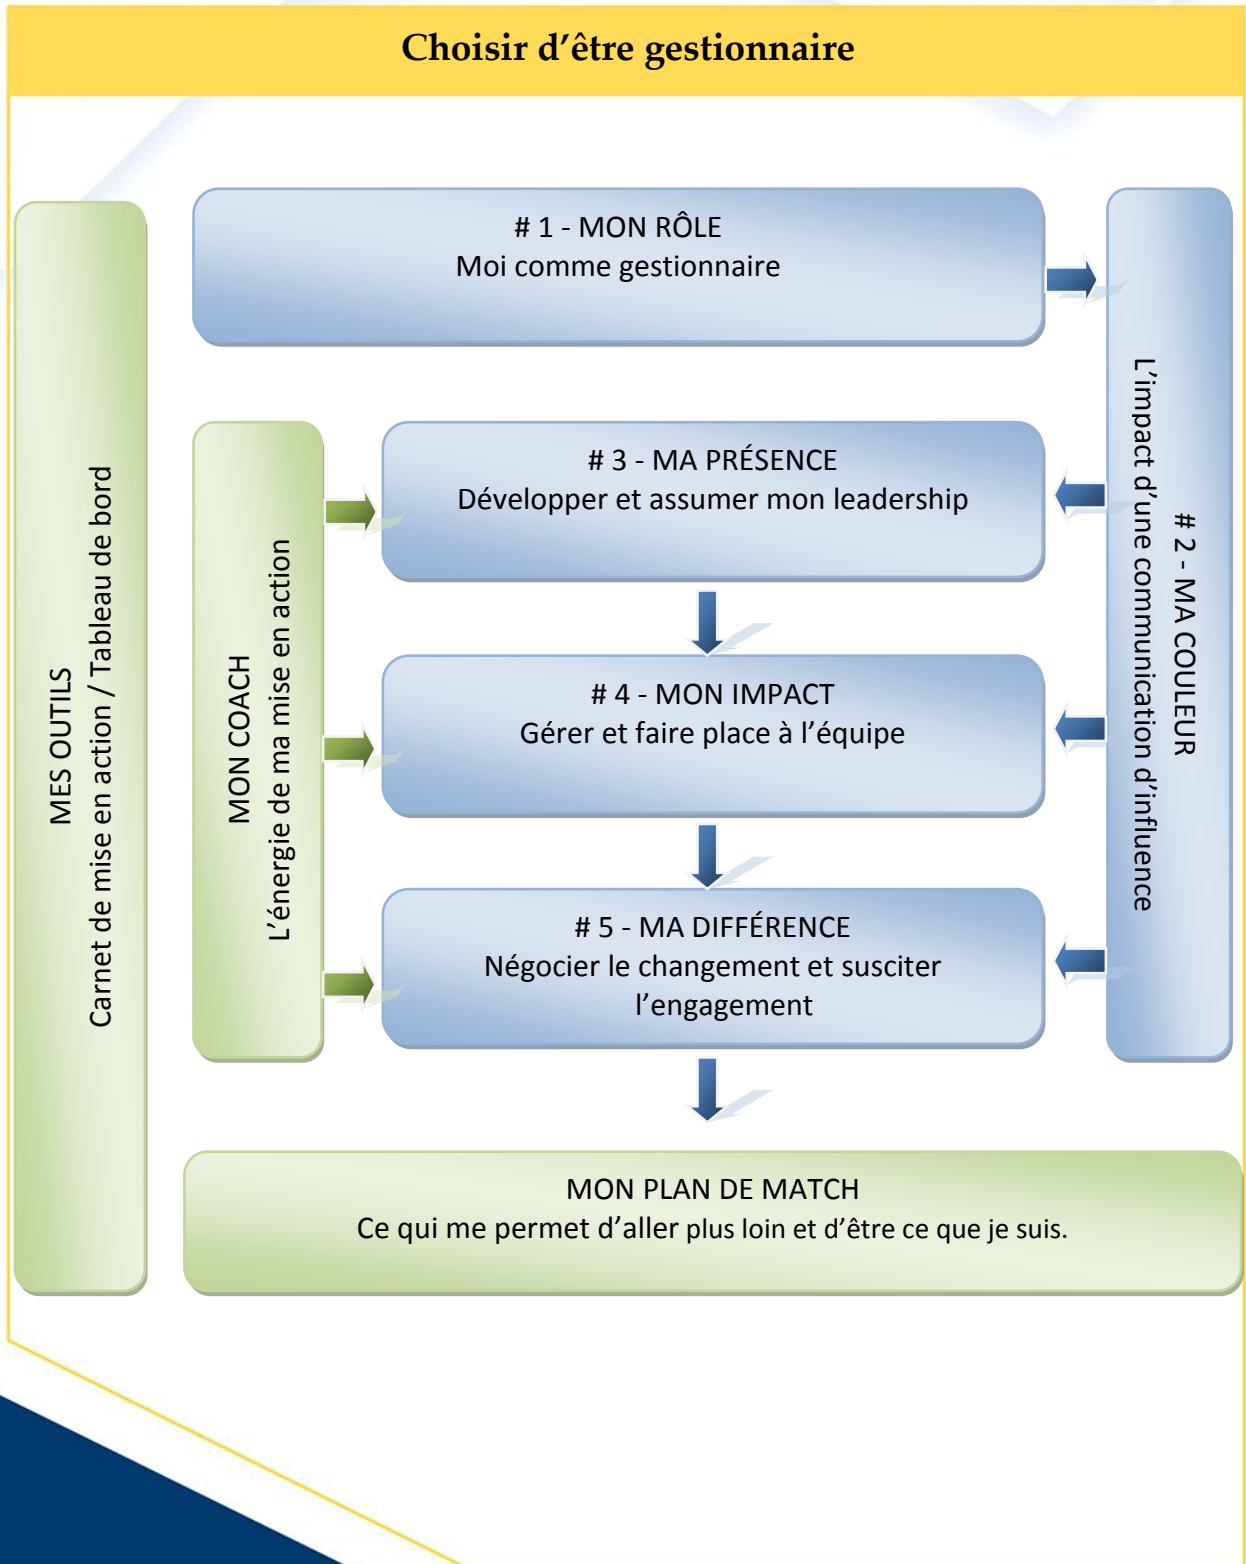 Choisir d’être gestionnaire
# 1 - MON RÔLE
Moi comme gestionnaire
# 2 - MA COULEUR
L’impact d’une communication d’influence
# 3 - MA PRÉSENCE
Développer et assumer mon leadership
# 4 - MON IMPACT
Gérer et faire place à l’équipe
# 5 - MA DIFFÉRENCE
Négocier le changement et susciter
l’engagement
MON COACH
L’énergie de ma mise en action
MES OUTILS
Carnet de mise en action / Tableau de bord
MON PLAN DE MATCH
Ce qui me permet d’aller plus loin et d’être ce que je suis.